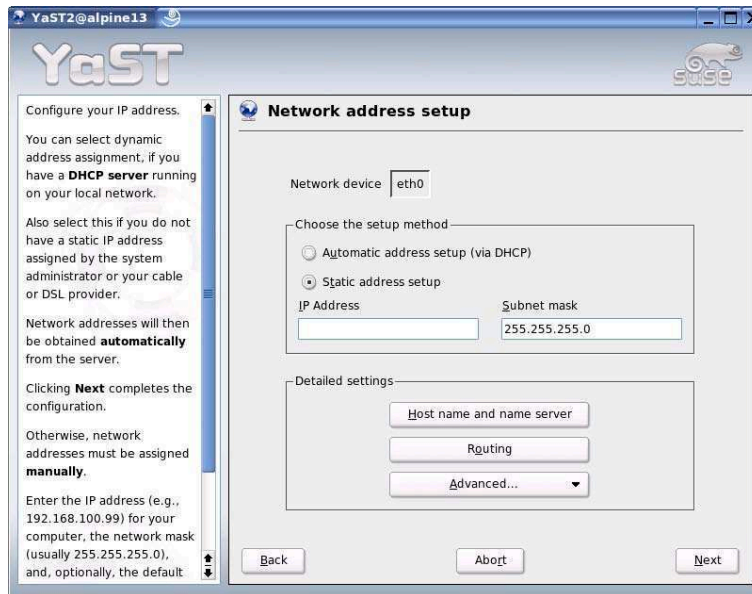 YaST2@alpine13
YaST
suse
Configure your IP address.
You can select dynamic
address assignment, if you
have a DHCP server running
on your local network.
Also select this if you do not
have a static IP address
assigned by the system
administrator or your cable
or DSL provider.
Network addresses will then
be obtained automatically
from the server.
Clicking Next completes the
configuration.
Otherwise, network
addresses must be assigned
manually.
Enter the IP address (e.g.,
192.168.100.99) for your
computer, the network mask
(usually 255.255.255.0),
and, optionally, the default
Network address setup
Network device eth0
Choose the setup method
Automatic address setup (via DHCP)
Static address setup
IP Address Subnet mask
255.255.255.0
Detailed settings
Host name and name server
Routing
Advanced...
Back Abort Next